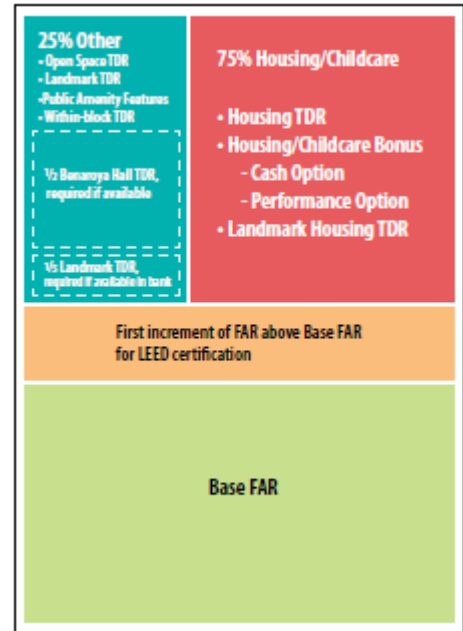 25% Other
• Open Space TDR
• Landmark TDR
•Public Amenity Features
• Within-block TDR
½ Benaroya Hall TDR,
required if available
⅕ Landmark TDR,
required if available in bank
75% Housing/Childcare
• Housing TDR
• Housing/Childcare Bonus
- Cash Option
- Performance Option
• Landmark Housing TDR
First increment of FAR above Base FAR
for LEED certification
Base FAR